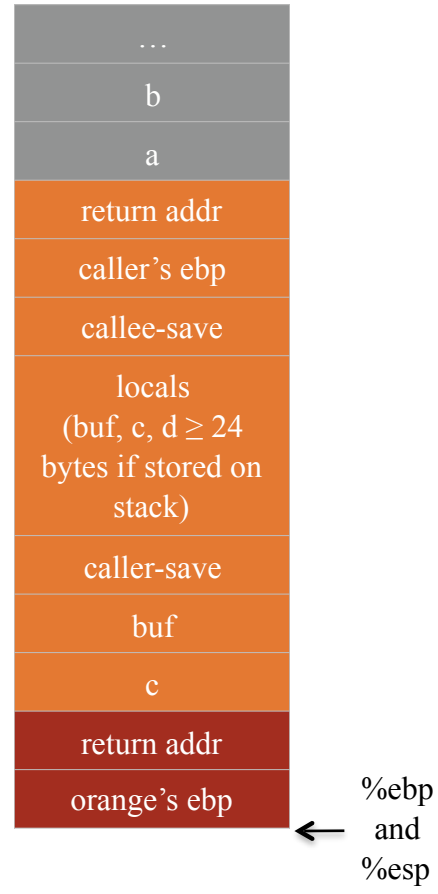 …
b
a
return addr
caller’s ebp
callee-save
locals
(buf, c, d ≥ 24
bytes if stored on
stack)
caller-save
buf
c
return addr
orange’s ebp
%ebp
and
%esp